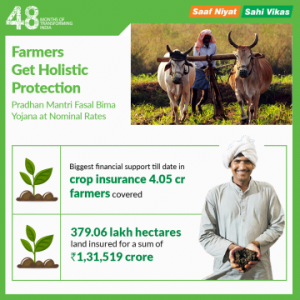 48
MONTHS OF
TRANSFORMING
INDIA
Saaf Niyat
Sahi Vikas
Farmers
Get Holistic
Protection
Pradhan Mantri Fasal Bima
Yojana at Nominal Rates
Biggest financial support till date in
crop insurance 4.05 cr
farmers covered
379.06 lakh hectares
land insured for a sum of
₹1,31,519 crore